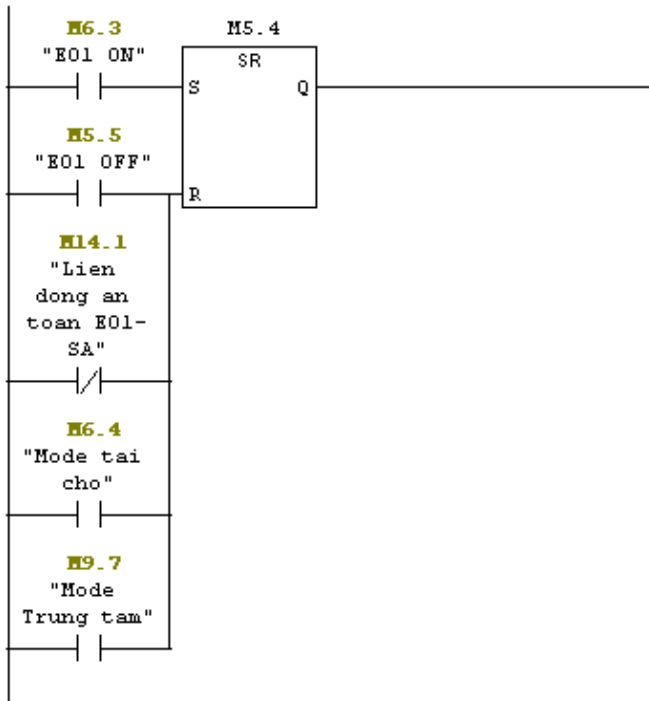 M6.3
"E01 ON"
M5.4
SR
S
Q
M5.5
"E01 OFF"
R
M14.1
"Lien
dong an
toan E01-
SA"
M6.4
"Mode tai
cho"
M9.7
"Mode
Trung tam"